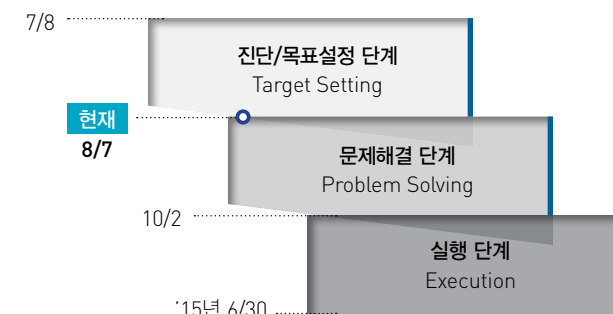 7/8
진단/목표설정 단계
Target Setting
현재
8/7
문제해결 단계
Problem Solving
10/2
실행 단계
Execution
'15년 6/30